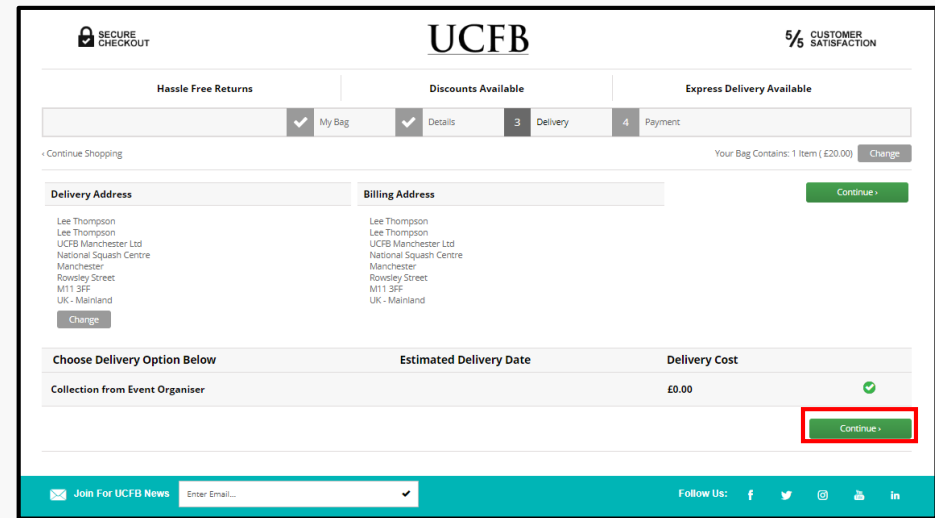 SECURE CHECKOUT
UCFB
5/5 CUSTOMER SATISFACTION
Hassle Free Returns
Discounts Available
Express Delivery Available
My Bag
Details
3 Delivery
4 Payment
‹ Continue Shopping
Your Bag Contains: 1 Item ( £20.00)
Change
Delivery Address
Lee Thompson
Lee Thompson
UCFB Manchester Ltd
National Squash Centre
Manchester
Rowsley Street
M11 3FF
UK - Mainland
Change
Billing Address
Lee Thompson
Lee Thompson
UCFB Manchester Ltd
National Squash Centre
Manchester
Rowsley Street
M11 3FF
UK - Mainland
Continue ›
Choose Delivery Option Below
Estimated Delivery Date
Delivery Cost
Collection from Event Organiser
£0.00
Continue ›
Join For UCFB News
Enter Email...
Follow Us: